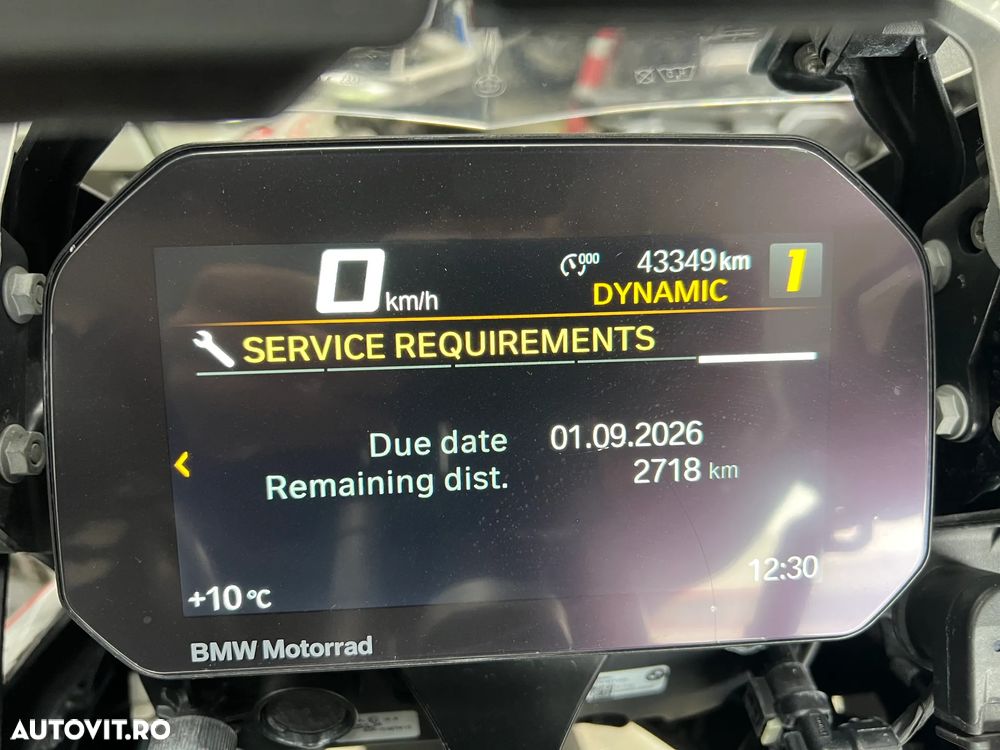 0 km/h
000 43349 km 1
DYNAMIC
SERVICE REQUIREMENTS
Due date 01.09.2026
Remaining dist. 2718 km
12:30
+10 °C
BMW Motorrad
AUTOVIT.RO